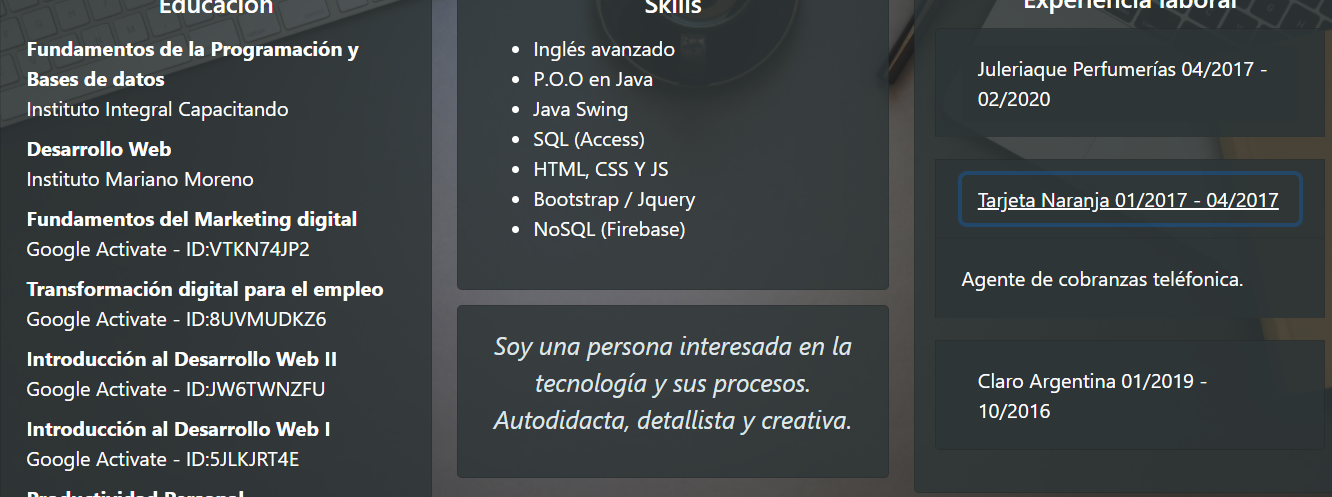 Educación
Fundamentos de la Programación y
Bases de datos
Instituto Integral Capacitando
Desarrollo Web
Instituto Mariano Moreno
Fundamentos del Marketing digital
Google Activate - ID:VTKN74JP2
Transformación digital para el empleo
Google Activate - ID:8UVMUDKZ6
Introducción al Desarrollo Web II
Google Activate - ID:JW6TWNZFU
Introducción al Desarrollo Web I
Google Activate - ID:5JLKJRT4E
Productividad Personal
Skills
Inglés avanzado
P.O.O en Java
Java Swing
SQL (Access)
HTML, CSS Y JS
Bootstrap / Jquery
NoSQL (Firebase)
Soy una persona interesada en la
tecnología y sus procesos.
Autodidacta, detallista y creativa.
Experiencia laboral
Juleriaque Perfumerías 04/2017 -
02/2020
Tarjeta Naranja 01/2017 - 04/2017
Agente de cobranzas teléfonica.
Claro Argentina 01/2019 -
10/2016